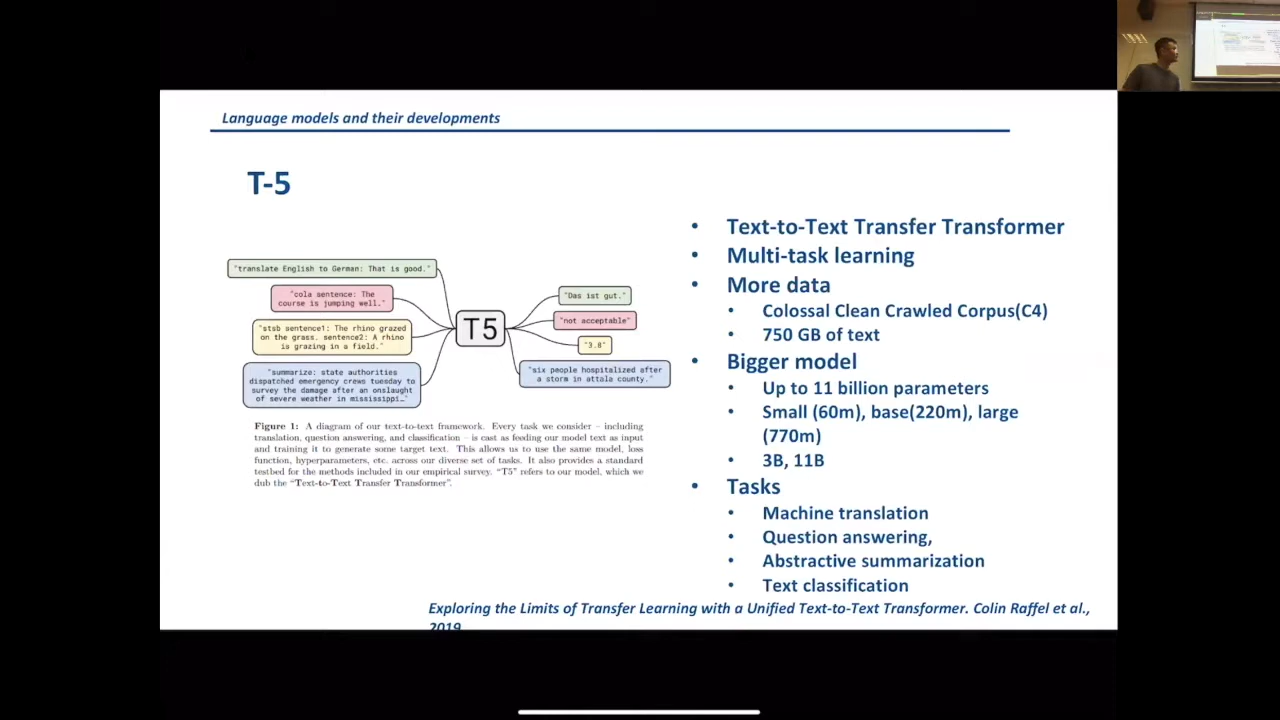 Language models and their developments
T-5
"translate English to German: That is good."
"cola sentence: The
course is jumping well."
"stsb sentence1: The rhino grazed
on the grass. sentence2: A rhino
is grazing in a field."
"summarize: state authorities
dispatched emergency crews tuesday to
survey the damage after an onslaught
of severe weather in mississippi…"
T5
"Das ist gut."
"not acceptable"
"3.8"
"six people hospitalized after
a storm in attala county."
Figure 1: A diagram of our text-to-text framework. Every task we consider – including
translation, question answering, and classification – is cast as feeding our model text as input
and training it to generate some target text. This allows us to use the same model, loss
function, hyperparameters, etc. across our diverse set of tasks. It also provides a standard
testbed for the methods included in our empirical survey. "T5" refers to our model, which we
dub the "Text-to-Text Transfer Transformer".
• Text-to-Text Transfer Transformer
• Multi-task learning
• More data
• Colossal Clean Crawled Corpus(C4)
• 750 GB of text
• Bigger model
• Up to 11 billion parameters
• Small (60m), base(220m), large
(770m)
• 3B, 11B
• Tasks
• Machine translation
• Question answering,
• Abstractive summarization
• Text classification
Exploring the Limits of Transfer Learning with a Unified Text-to-Text Transformer. Colin Raffel et al.,
2019